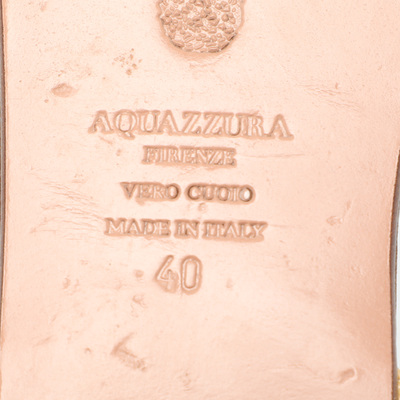 AQUAZZURA
FIRENZE
VERO CUOIO
MADE IN ITALY
40